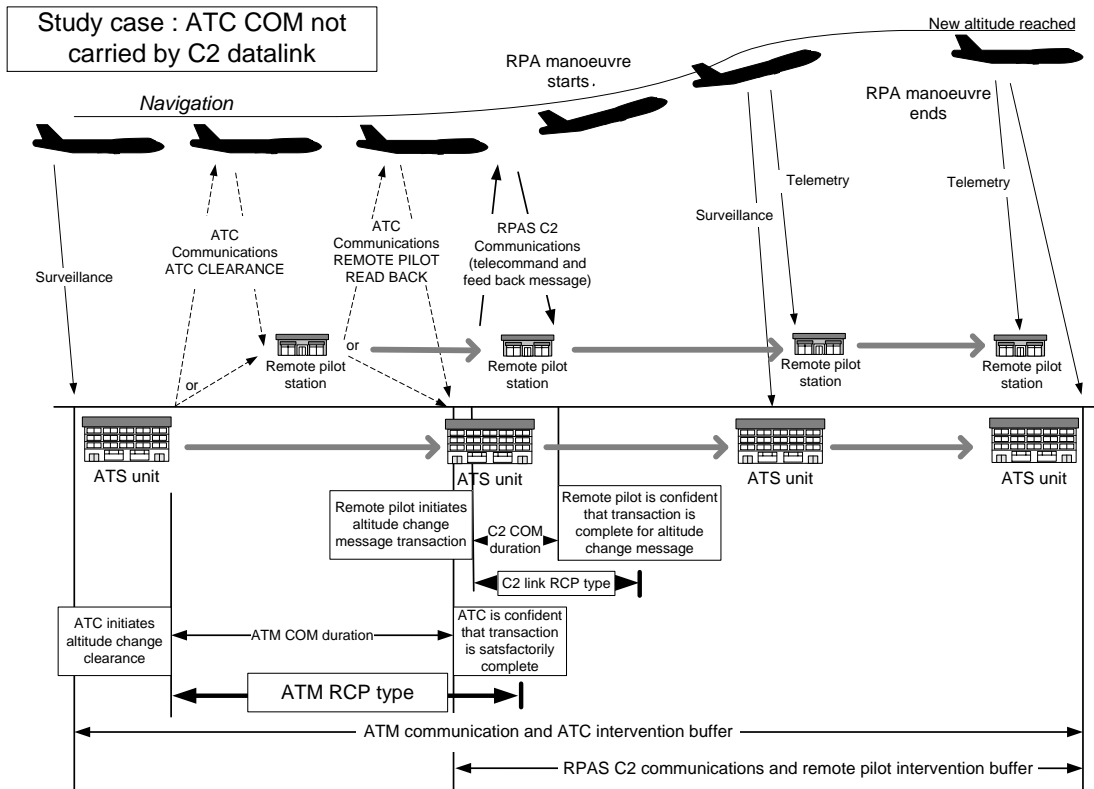 Study case : ATC COM not
carried by C2 datalink
New altitude reached
RPA manoeuvre
starts.
Navigation
RPA manoeuvre
ends
Telemetry
Telemetry
Surveillance
ATC
Communications
ATC CLEARANCE
ATC
Communications
REMOTE PILOT
READ BACK
RPAS C2
Communications
(telecommand and
feed back message)
Surveillance
or
or
Remote pilot
station
Remote pilot
station
Remote pilot
station
Remote pilot
station
ATS unit
ATS unit
ATS unit
ATS unit
Remote pilot initiates
altitude change
message transaction
C2 COM
duration
Remote pilot is confident
that transaction is
complete for altitude
change message
C2 link RCP type
ATC initiates
altitude change
clearance
ATM COM duration
ATC is confident
that transaction
is satsfactorily
complete
ATM RCP type
ATM communication and ATC intervention buffer
RPAS C2 communications and remote pilot intervention buffer